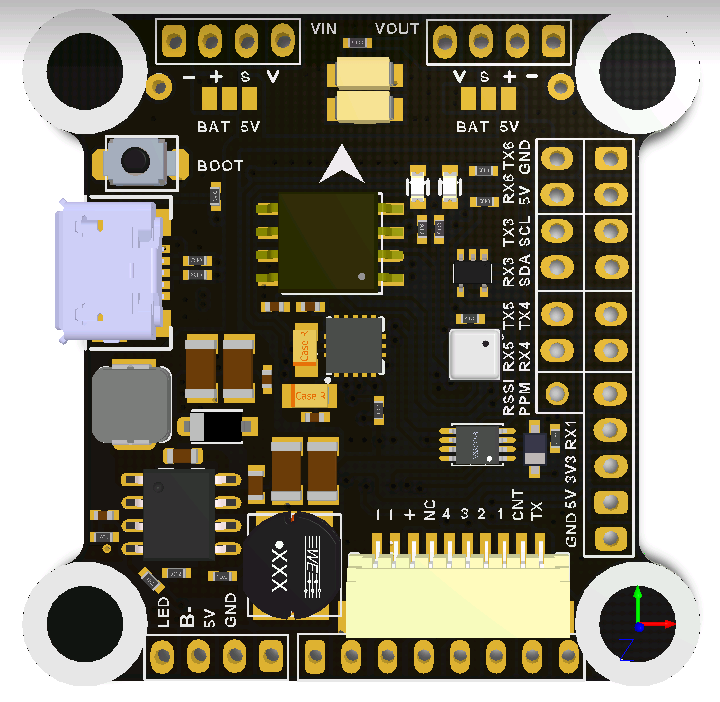 VIN VOUT
− + S V
V S + −
BAT 5V
BAT 5V
BOOT
RX6 TX6
5V GND
RX3 TX3
SDA SCL
RX5 TX5
RX4 TX4
RSSI
PPM
Case R
Case R
GND 5V 3V3 RX1
− − + NC 4 3 2 1 CNT TX
XXX
WE
LED B- 5V GND